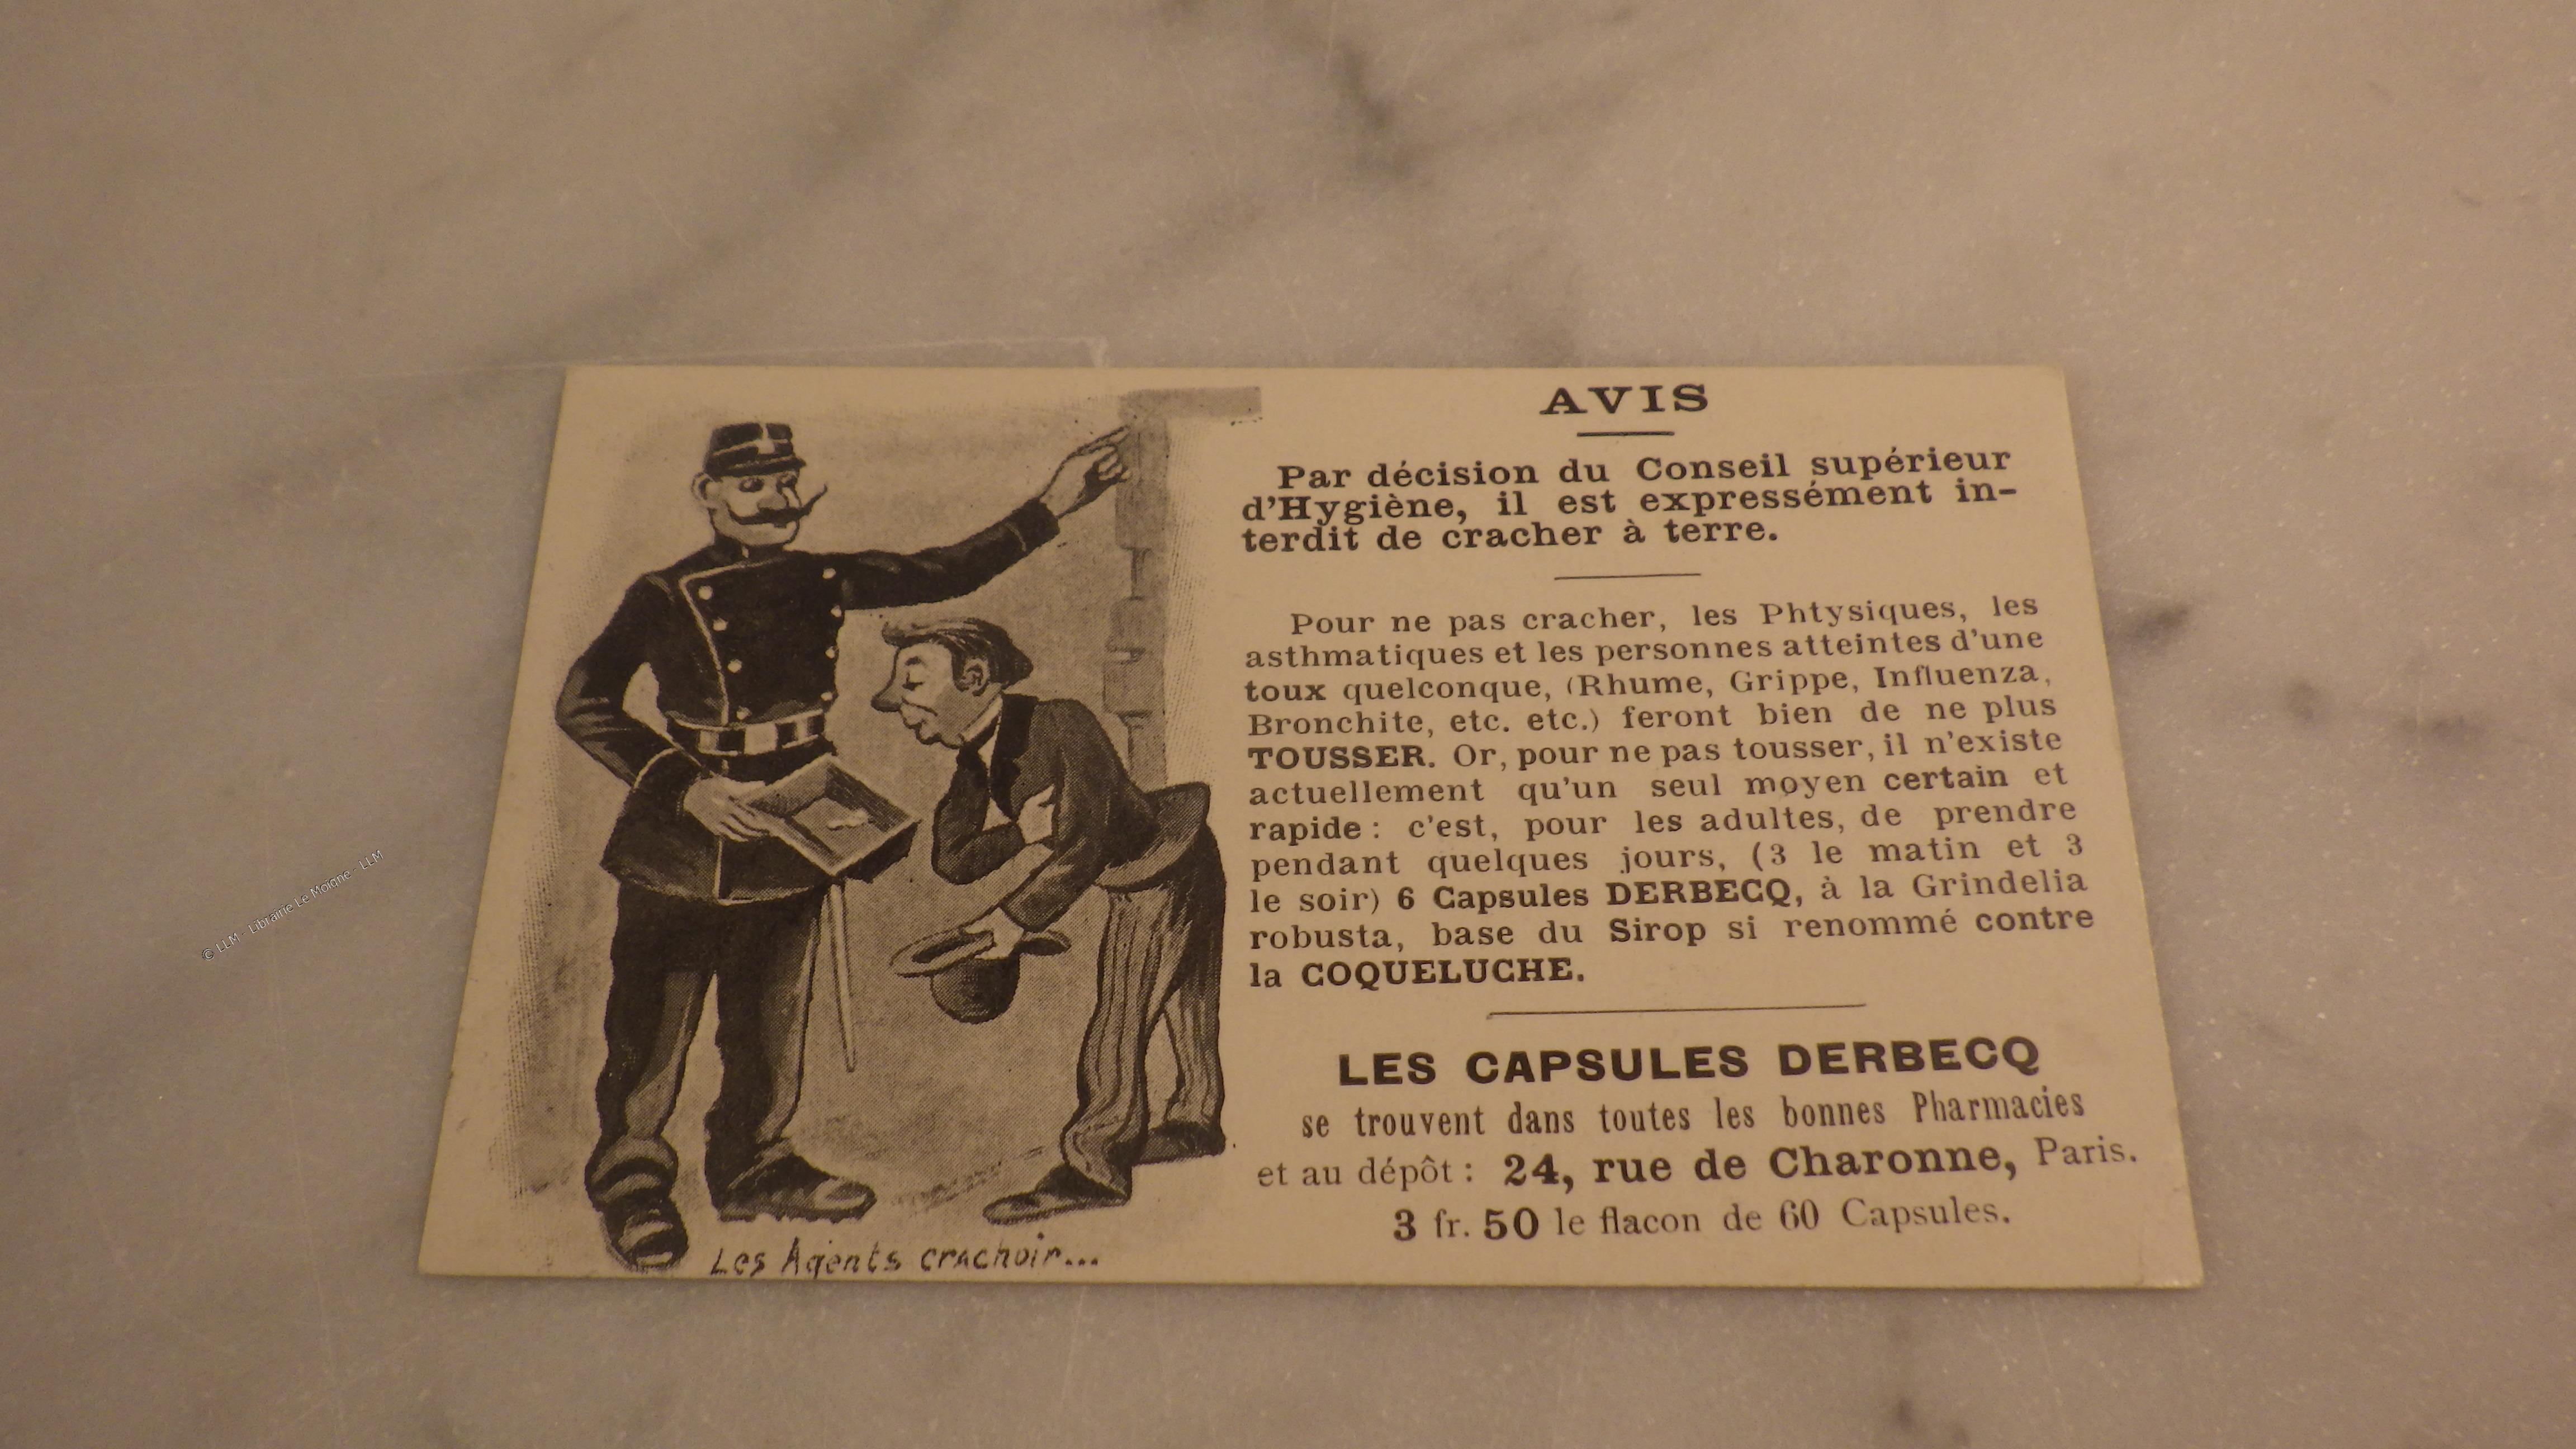 AVIS
Par décision du Conseil supérieur
d'Hygiène, il est expressément in-
terdit de cracher à terre.
Pour ne pas cracher, les Phtysiques, les
asthmatiques et les personnes atteintes d'une
toux quelconque, (Rhume, Grippe, Influenza,
Bronchite, etc. etc.) feront bien de ne plus
TOUSSER. Or, pour ne pas tousser, il n'existe
actuellement qu'un seul moyen certain et
rapide : c'est, pour les adultes, de prendre
pendant quelques jours, (3 le matin et 3
le soir) 6 Capsules DERBECQ, à la Grindelia
robusta, base du Sirop si renommé contre
la COQUELUCHE.
LES CAPSULES DERBECQ
se trouvent dans toutes les bonnes Pharmacies
et au dépôt : 24, rue de Charonne, Paris.
3 fr. 50 le flacon de 60 Capsules.
Les Agents crachoir...
© LLM - Librairie Le Moigne - LLM